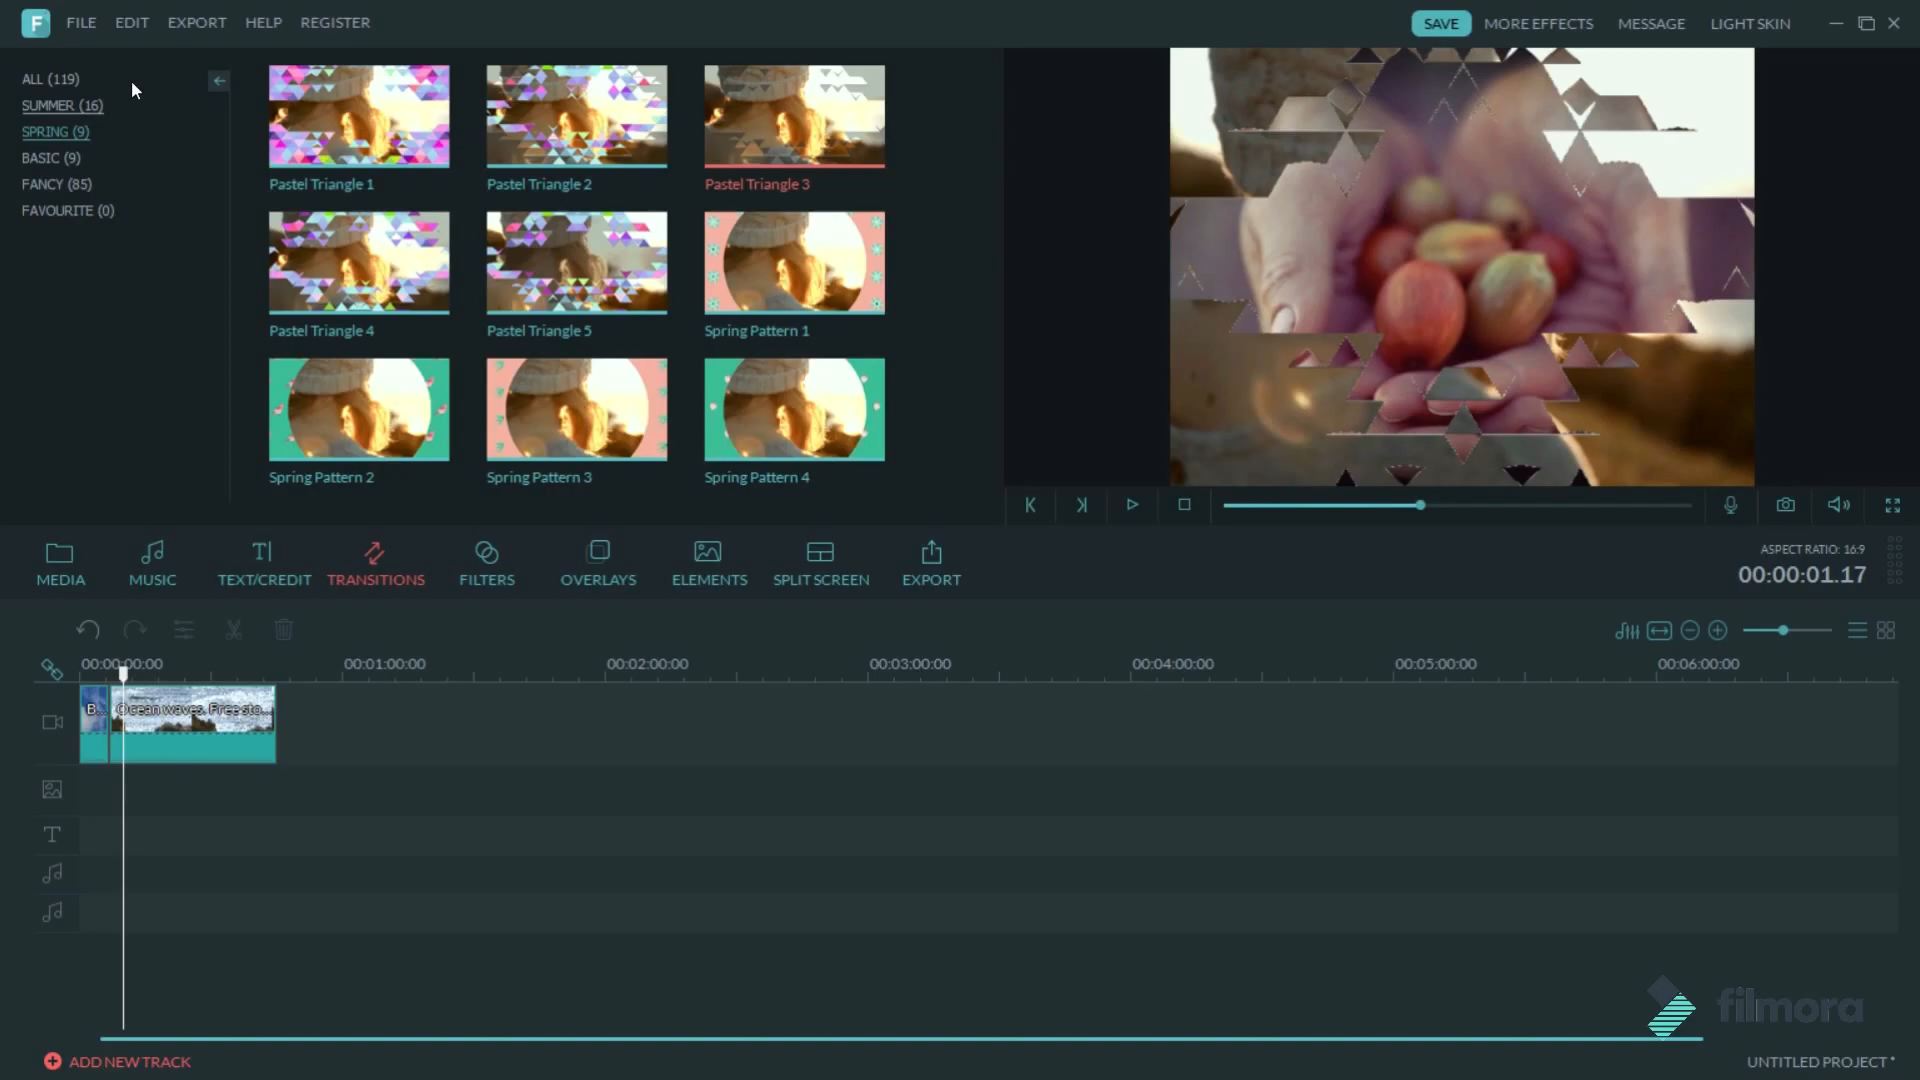 F FILE EDIT EXPORT HELP REGISTER SAVE MORE EFFECTS MESSAGE LIGHT SKIN
ALL (119)
SUMMER (16)
SPRING (9)
BASIC (9)
FANCY (85)
FAVOURITE (0)
Pastel Triangle 1 Pastel Triangle 2 Pastel Triangle 3
Pastel Triangle 4 Pastel Triangle 5 Spring Pattern 1
Spring Pattern 2 Spring Pattern 3 Spring Pattern 4
MEDIA MUSIC TEXT/CREDIT TRANSITIONS FILTERS OVERLAYS ELEMENTS SPLIT SCREEN EXPORT
ASPECT RATIO: 16:9
00:00:01.17
00:00:00:00 00:01:00:00 00:02:00:00 00:03:00:00 00:04:00:00 00:05:00:00 00:06:00:00
B... Ocean waves. Free sto...
filmora
ADD NEW TRACK
UNTITLED PROJECT *